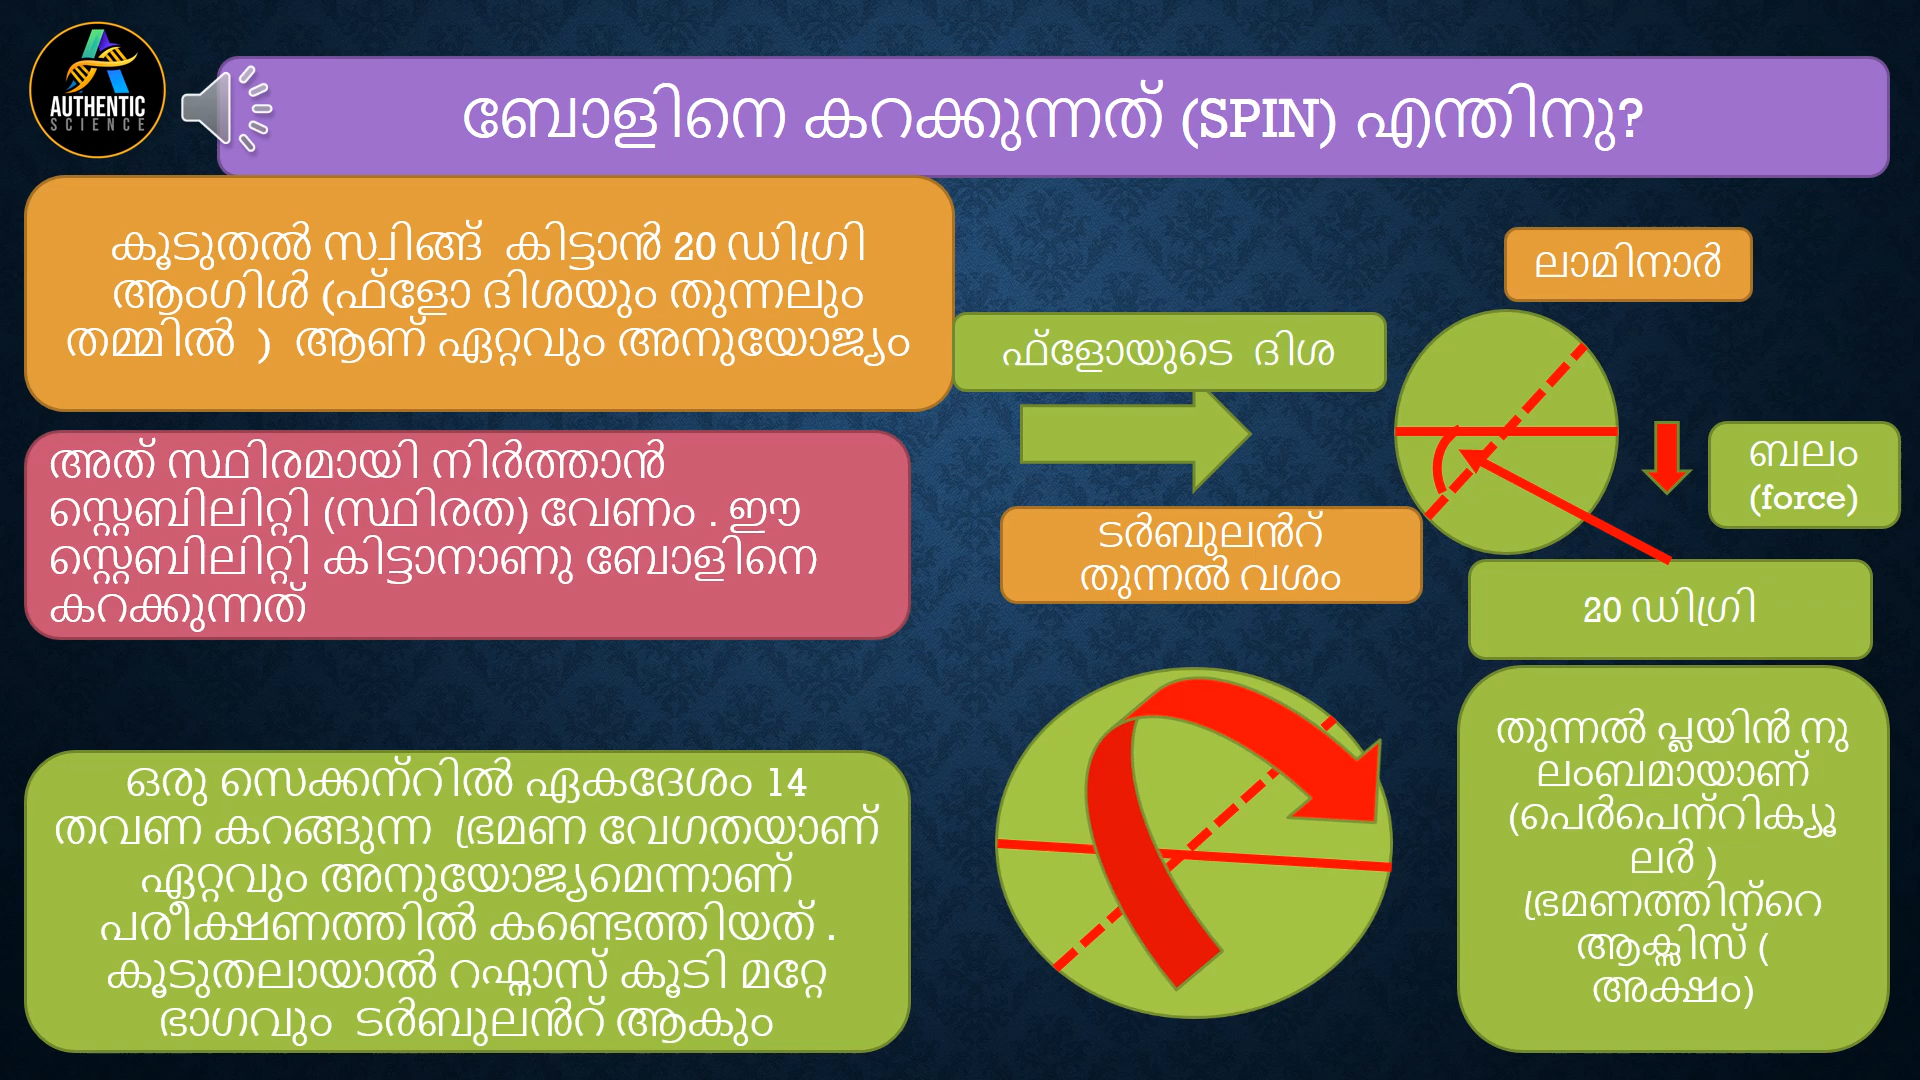 AUTHENTIC
SCIENCE
ബോളിനെ കറക്കുന്നത് (SPIN) എന്തിനു?
കൂടുതൽ സ്വിങ്ങ് കിട്ടാൻ 20 ഡിഗ്രി
ആംഗിൾ (ഫ്ളോ ദിശയും തുന്നലും
തമ്മിൽ ) ആണ് ഏറ്റവും അനുയോജ്യം
അത് സ്ഥിരമായി നിർത്താൻ
സ്റ്റെബിലിറ്റി (സ്ഥിരത) വേണം . ഈ
സ്റ്റെബിലിറ്റി കിട്ടാനാണു ബോളിനെ
കറക്കുന്നത്
ഒരു സെക്കന്റിൽ ഏകദേശം 14
തവണ കറങ്ങുന്ന ഭ്രമണ വേഗതയാണ്
ഏറ്റവും അനുയോജ്യമെന്നാണ്
പരീക്ഷണത്തിൽ കണ്ടെത്തിയത് .
കൂടുതലായാൽ റഫ്നസ് കൂടി മറ്റേ
ഭാഗവും ടർബുലൻറ് ആകും
ലാമിനാർ
ഫ്ളോയുടെ ദിശ
ബലം
(force)
ടർബുലൻറ്
തുന്നൽ വശം
20 ഡിഗ്രി
തുന്നൽ പ്ലയിൻ നു
ലംബമായാണ്
(പെർപെന്റിക്യൂ
ലർ )
ഭ്രമണത്തിന്റെ
ആക്സിസ് (
അക്ഷം)